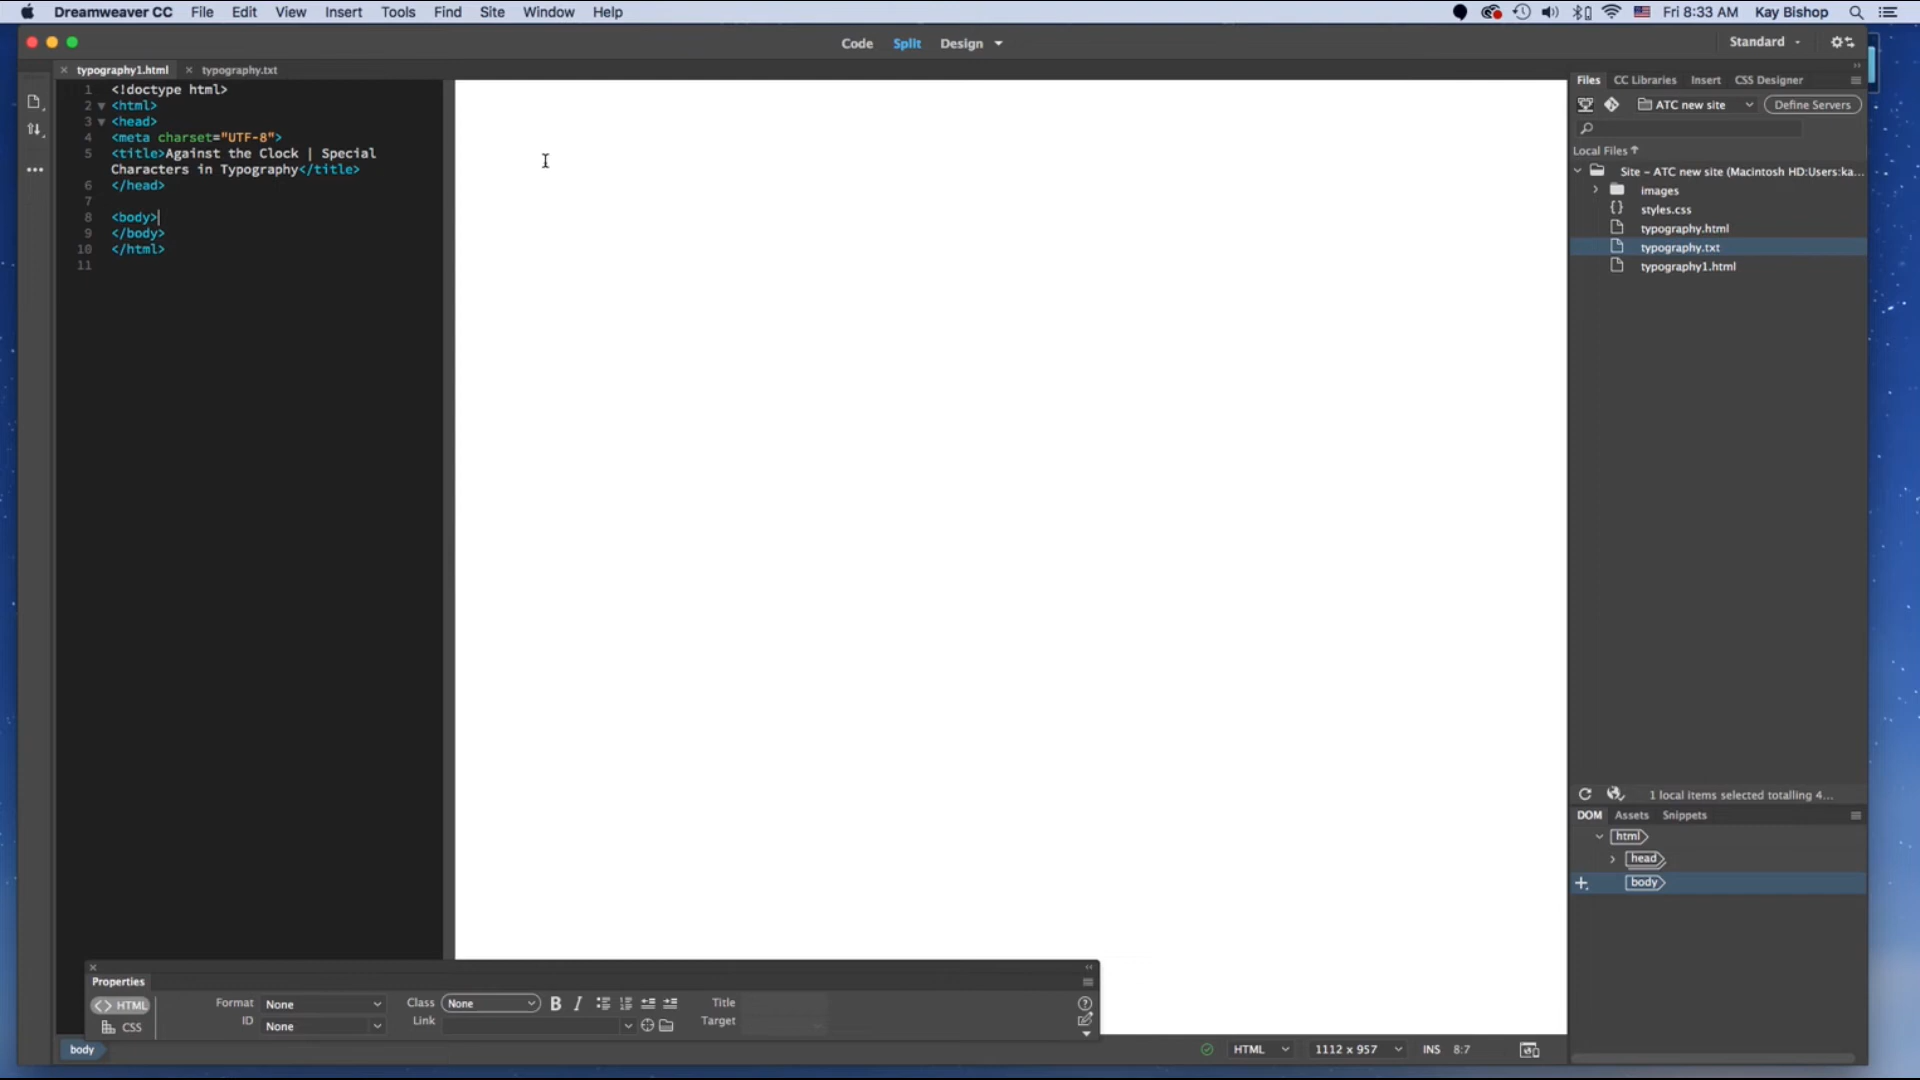 Dreamweaver CC File Edit View Insert Tools Find Site Window Help Fri 8:33 AM Kay Bishop
Code Split Design Standard
typography1.html typography.txt
1 <!doctype html>
2 <html>
3 <head>
4 <meta charset="UTF-8">
5 <title>Against the Clock | Special
Characters in Typography</title>
6 </head>
7
8 <body>
9 </body>
10 </html>
11
Files CC Libraries Insert CSS Designer
ATC new site Define Servers
Local Files
Site – ATC new site (Macintosh HD:Users:ka...
images
styles.css
typography.html
typography.txt
typography1.html
1 local items selected totalling 4...
DOM Assets Snippets
html
head
body
Properties
HTML Format None Class None B I Title
CSS ID None Link Target
body HTML 1112 x 957 INS 8:7